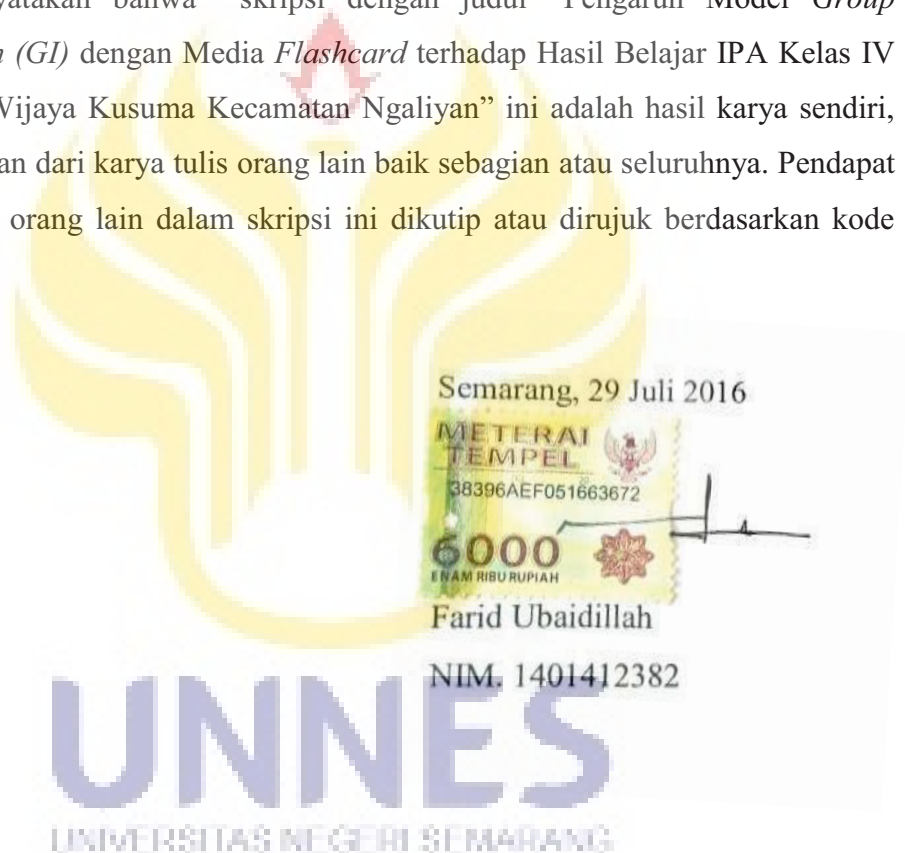 yatakan bahwa skripsi dengan judul "Pengaruh Model Group
n (GI) dengan Media Flashcard terhadap Hasil Belajar IPA Kelas IV
Wijaya Kusuma Kecamatan Ngaliyan" ini adalah hasil karya sendiri,
an dari karya tulis orang lain baik sebagian atau seluruhnya. Pendapat
orang lain dalam skripsi ini dikutip atau dirujuk berdasarkan kode
Semarang, 29 Juli 2016
METERAI
TEMPEL
38396AEF051663672
6000
ENAM RIBU RUPIAH
Farid Ubaidillah
NIM. 1401412382
UNNES
UNIVERSITAS NEGERI SEMARANG